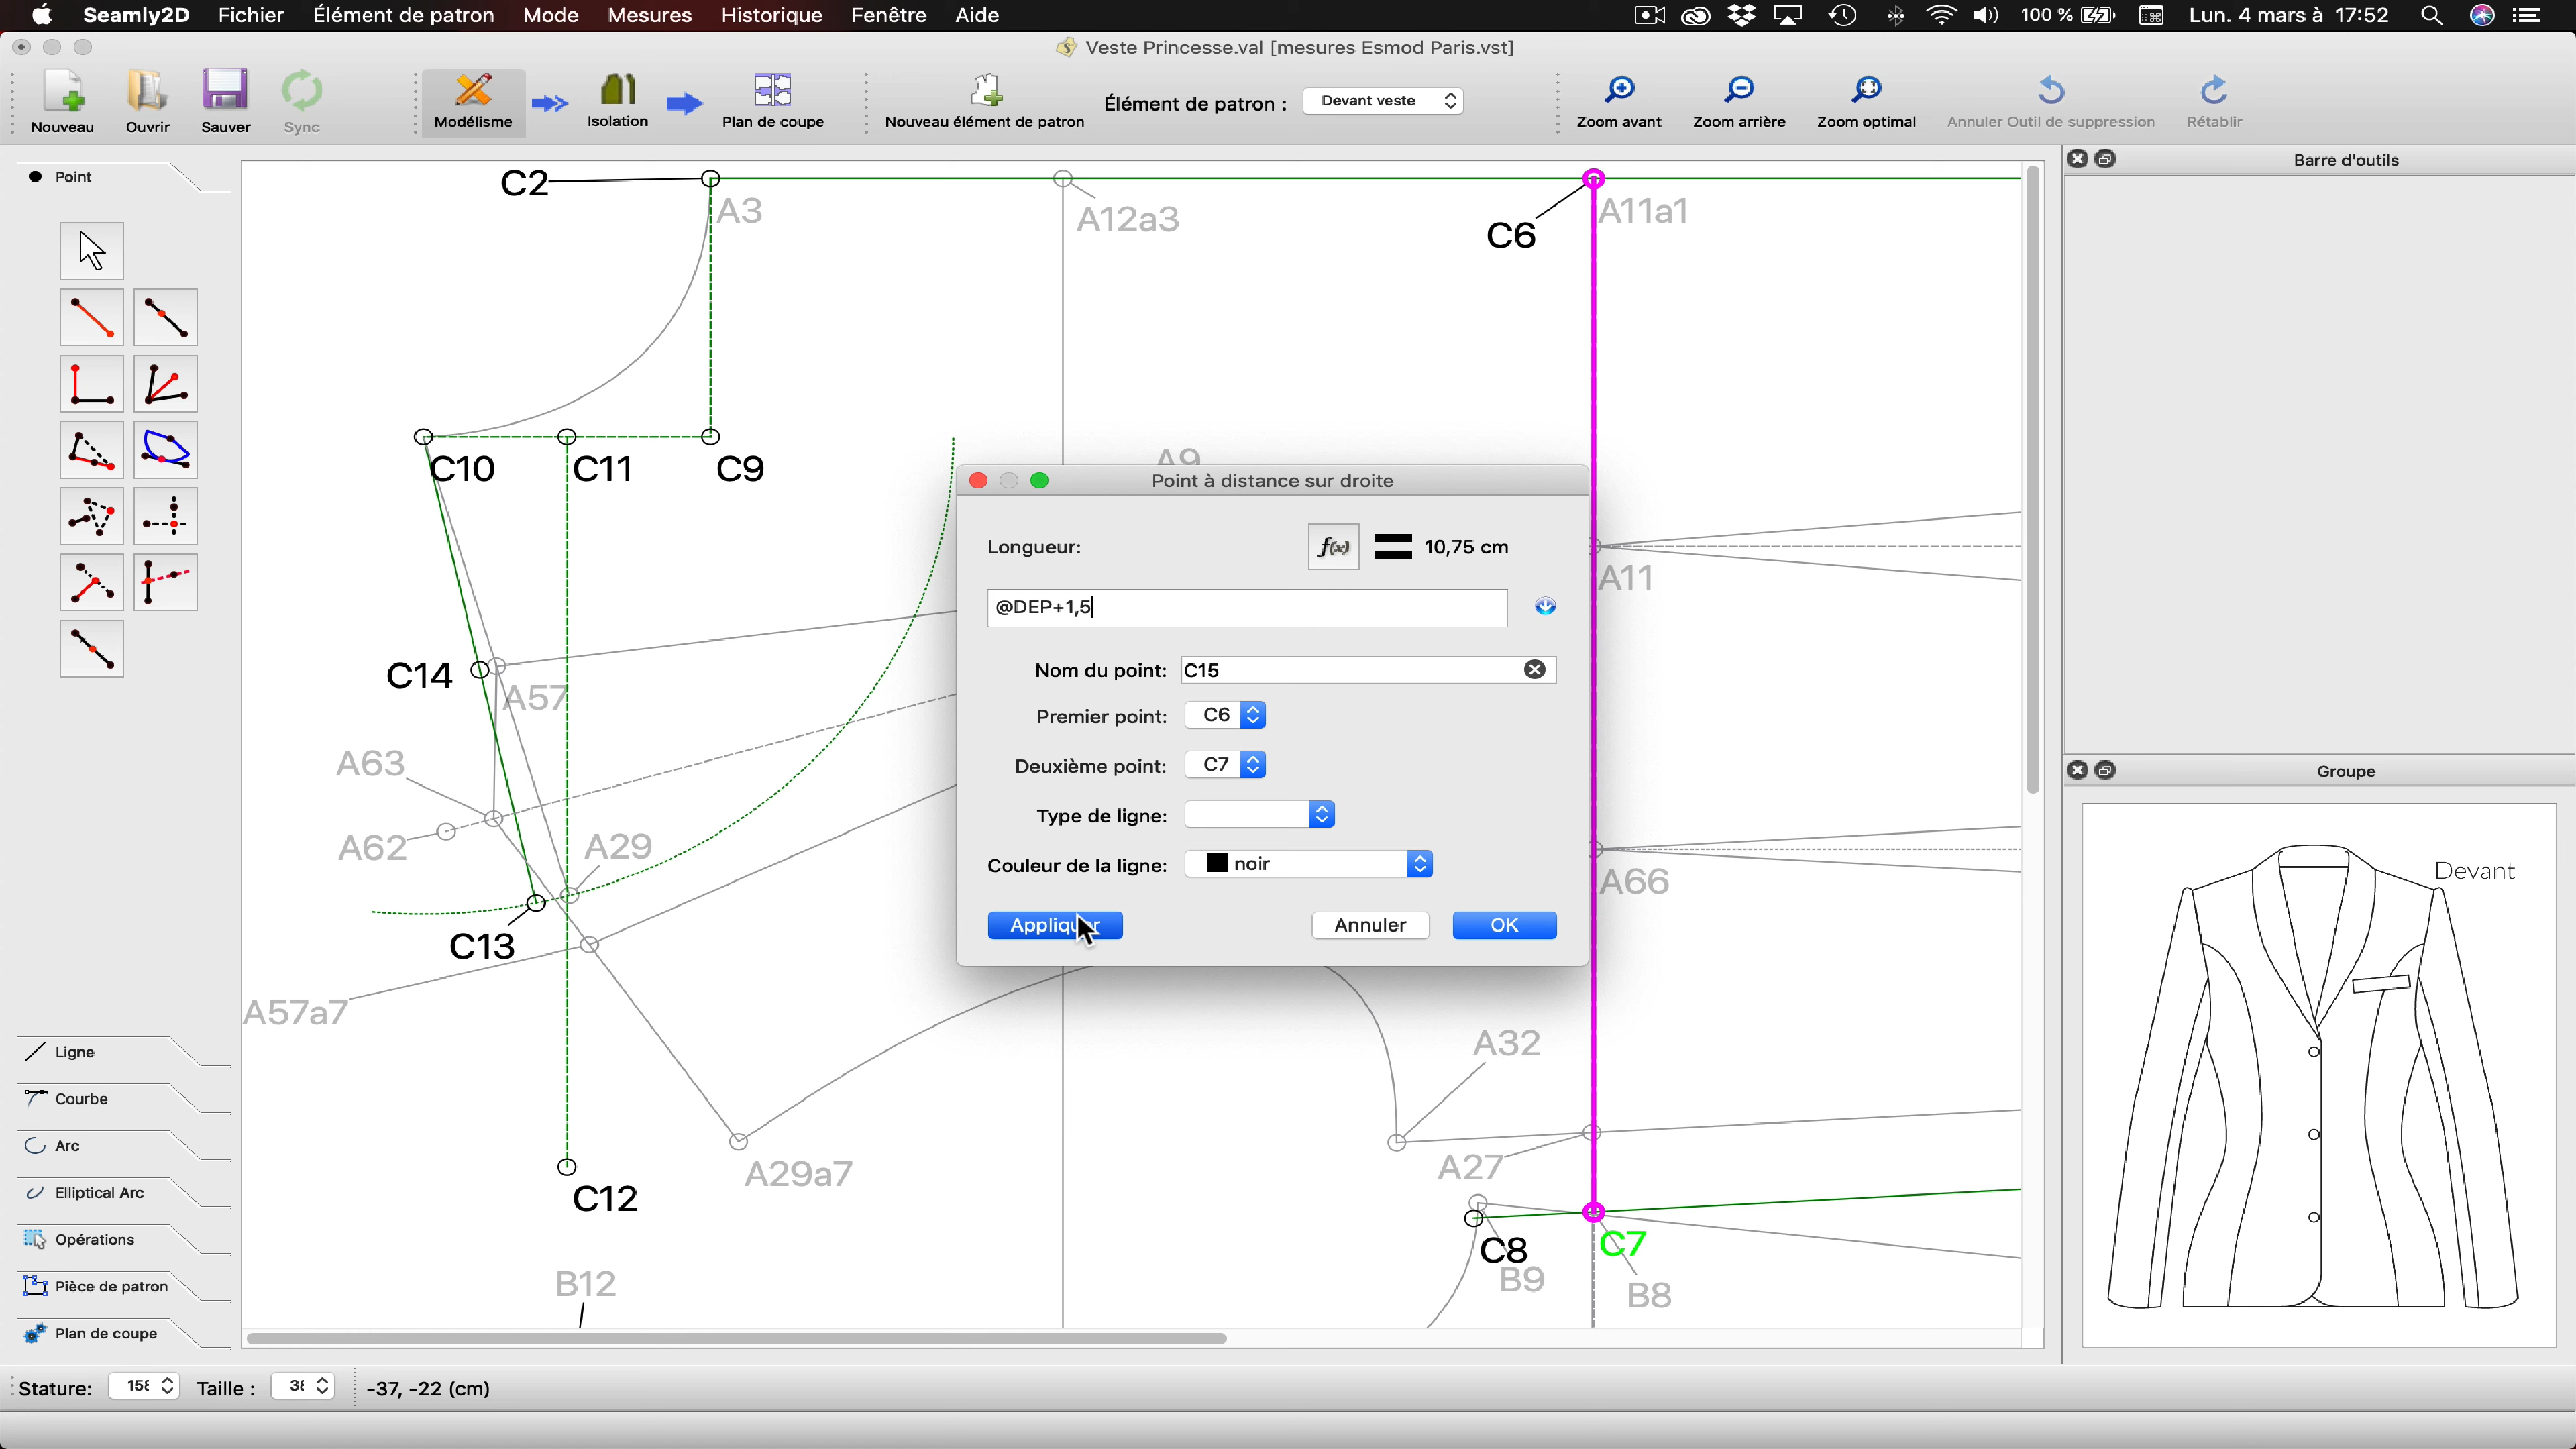 Seamly2D Fichier Élément de patron Mode Mesures Historique Fenêtre Aide 100 % Lun. 4 mars à 17:52
Veste Princesse.val [mesures Esmod Paris.vst]
Nouveau Ouvrir Sauver Sync Modélisme Isolation Plan de coupe Nouveau élément de patron Élément de patron : Devant veste Zoom avant Zoom arrière Zoom optimal Annuler Outil de suppression Rétablir
Point
Barre d'outils
C2
A3
A12a3
A11a1
C6
A9
C10
C11
C9
Point à distance sur droite
Longueur: f(x) 10,75 cm
@DEP+1,5
Nom du point: C15
Premier point: C6
Deuxième point: C7
Type de ligne:
Couleur de la ligne: noir
Appliquer Annuler OK
A11
C14
A57
A63
A62
A29
A66
C13
A57a7
A32
A27
A29a7
C12
C8
C7
B9
B8
B12
Groupe
Devant
Ligne
Courbe
Arc
Elliptical Arc
Opérations
Pièce de patron
Plan de coupe
Stature: Taille : -37, -22 (cm)